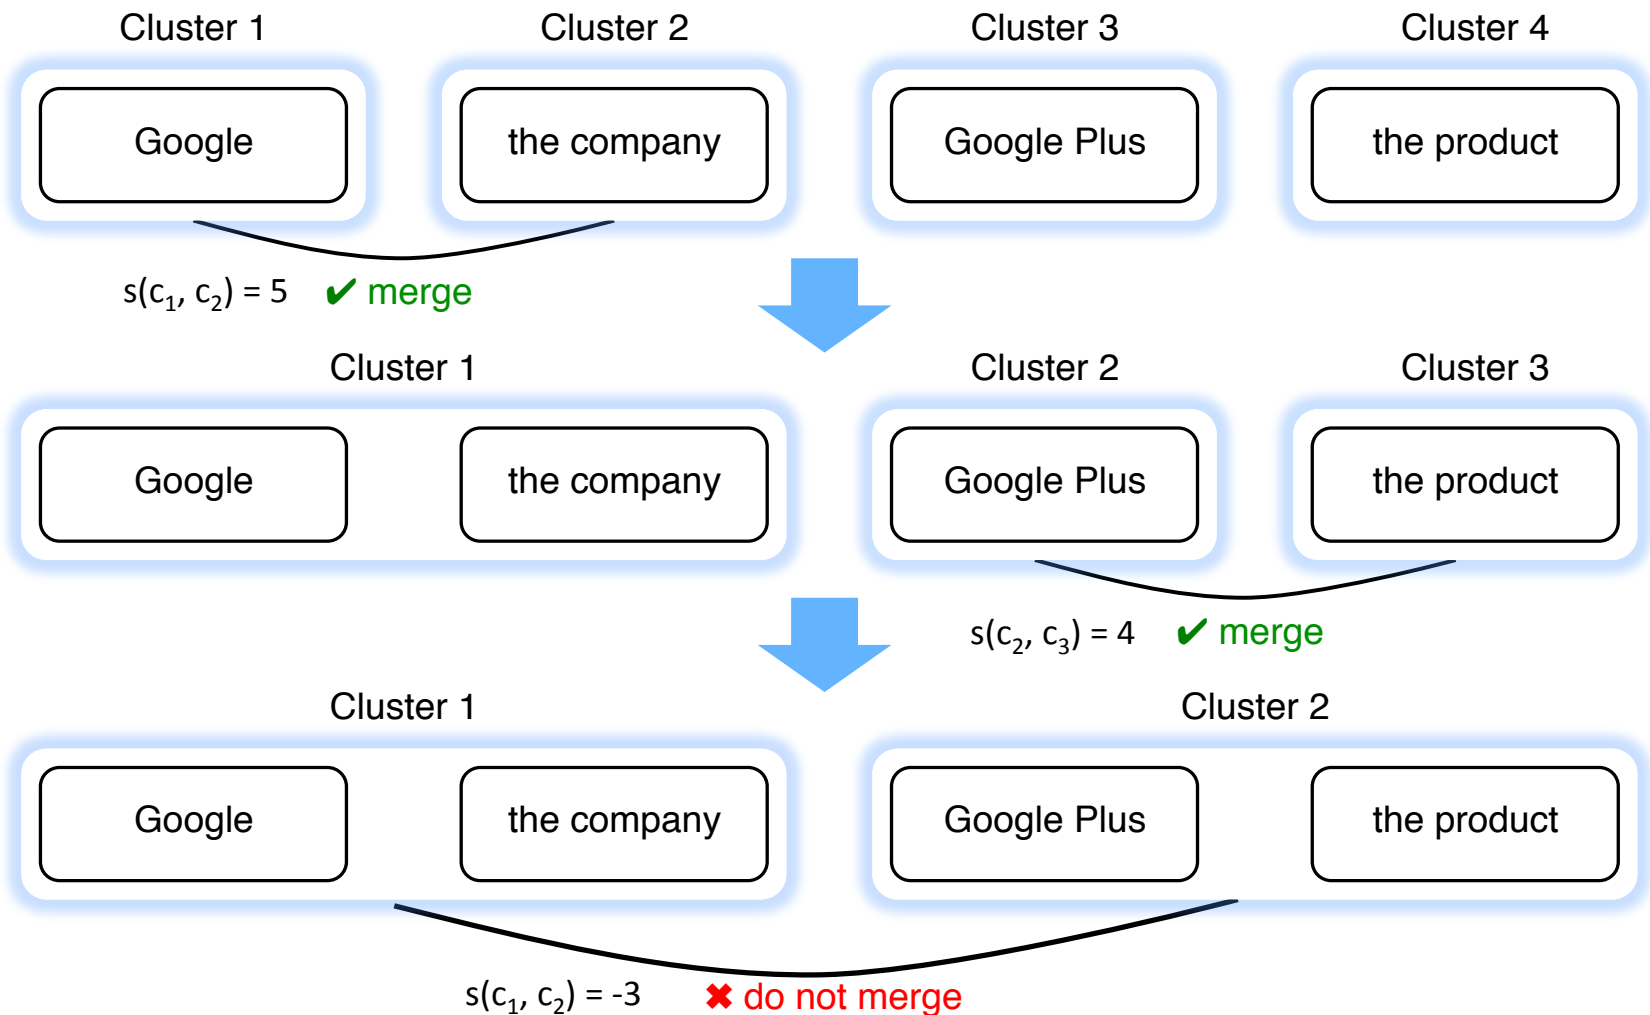 Cluster 1 Cluster 2 Cluster 3 Cluster 4
Google the company Google Plus the product
s(c₁, c₂) = 5 ✔ merge
Cluster 1 Cluster 2 Cluster 3
Google the company Google Plus the product
s(c₂, c₃) = 4 ✔ merge
Cluster 1 Cluster 2
Google the company Google Plus the product
s(c₁, c₂) = -3 ✖ do not merge